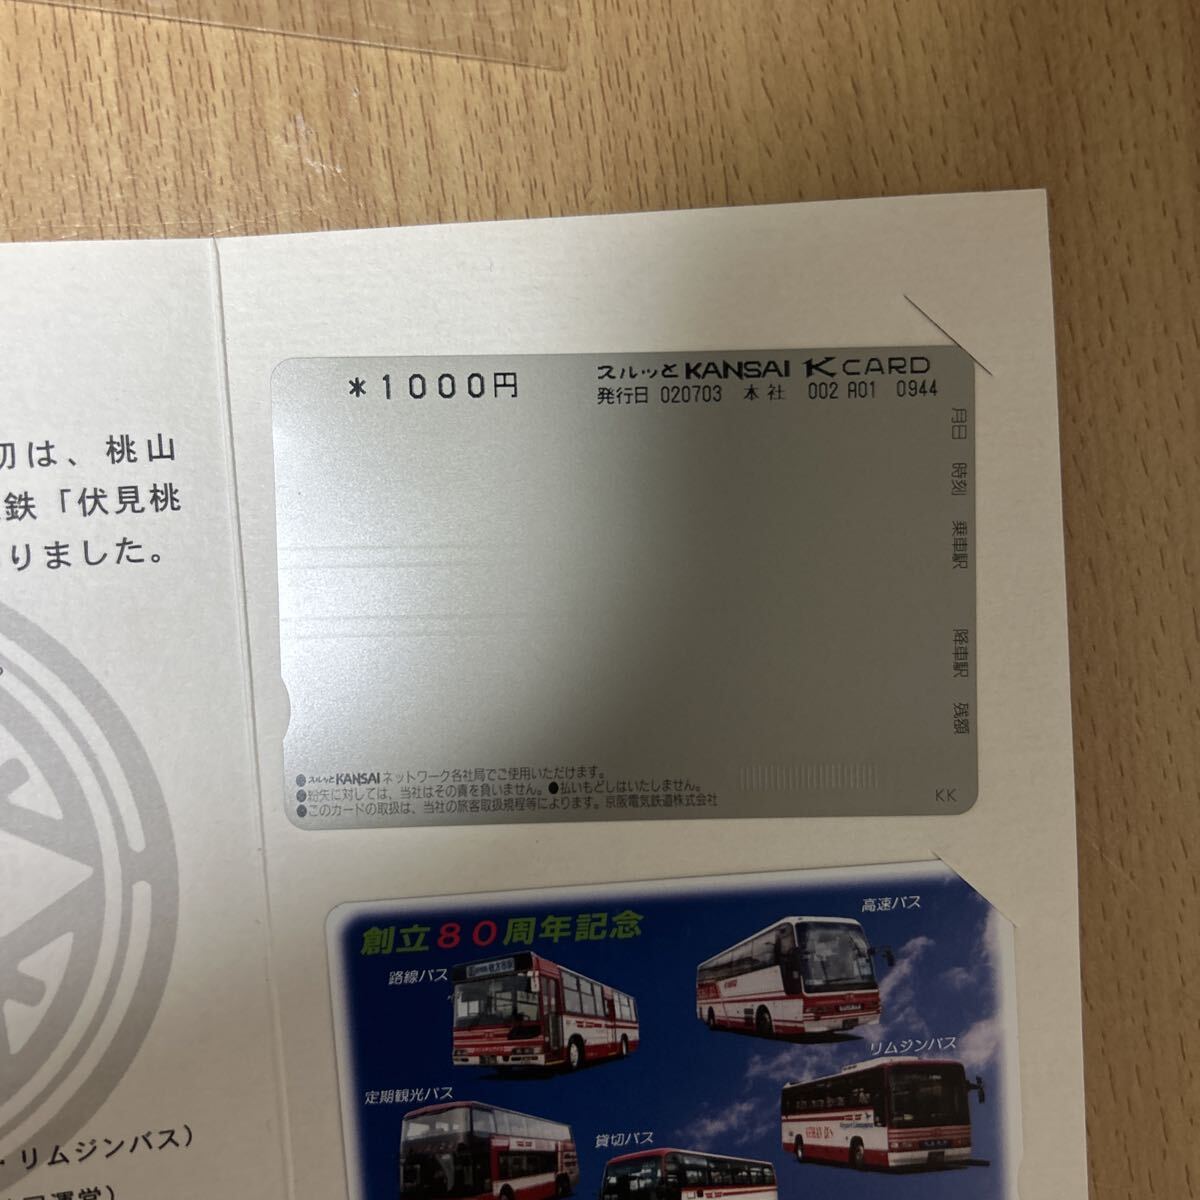 初は、桃山
鉄「伏見桃
りました。
・リムジンバス）
運営）
*1000円
スルッとKANSAI K CARD
発行日 020703 本社 002 A01 0944
月日 時刻 乗車駅 降車駅 残額
●スルッとKANSAIネットワーク各社局でご使用いただけます。
●紛失に対しては、当社はその責を負いません。●払いもどしはいたしません。
●このカードの取扱は、当社の旅客取扱規程等によります。京阪電気鉄道株式会社
KK
創立80周年記念
高速バス
路線バス
リムジンバス
定期観光バス
貸切バス